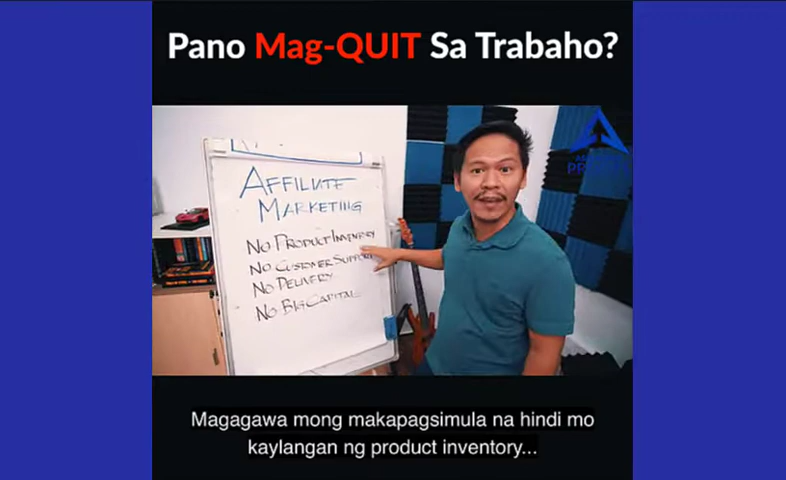 Pano Mag-QUIT Sa Trabaho?
AFFILIATE
MARKETING
NO PRODUCT INVENTORY
NO CUSTOMER SUPPORT
NO DELIVERY
NO BIG CAPITAL
Magagawa mong makapagsimula na hindi mo
kaylangan ng product inventory...